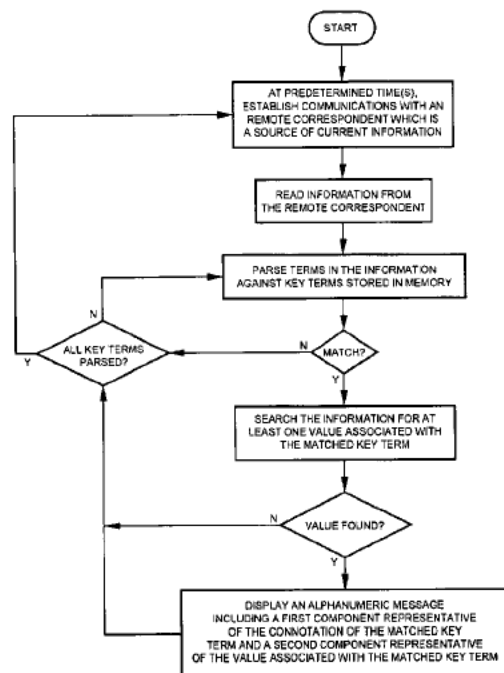 START
AT PREDETERMINED TIME(S),
ESTABLISH COMMUNICATIONS WITH AN
REMOTE CORRESPONDENT WHICH IS
A SOURCE OF CURRENT INFORMATION
READ INFORMATION FROM
THE REMOTE CORRESPONDENT
PARSE TERMS IN THE INFORMATION
AGAINST KEY TERMS STORED IN MEMORY
N
ALL KEY TERMS
PARSED?
Y
N
MATCH?
Y
SEARCH THE INFORMATION FOR AT
LEAST ONE VALUE ASSOCIATED WITH
THE MATCHED KEY TERM
N
VALUE FOUND?
Y
DISPLAY AN ALPHANUMERIC MESSAGE
INCLUDING A FIRST COMPONENT REPRESENTATIVE
OF THE CONNOTATION OF THE MATCHED KEY
TERM AND A SECOND COMPONENT REPRESENTATIVE
OF THE VALUE ASSOCIATED WITH THE MATCHED KEY TERM